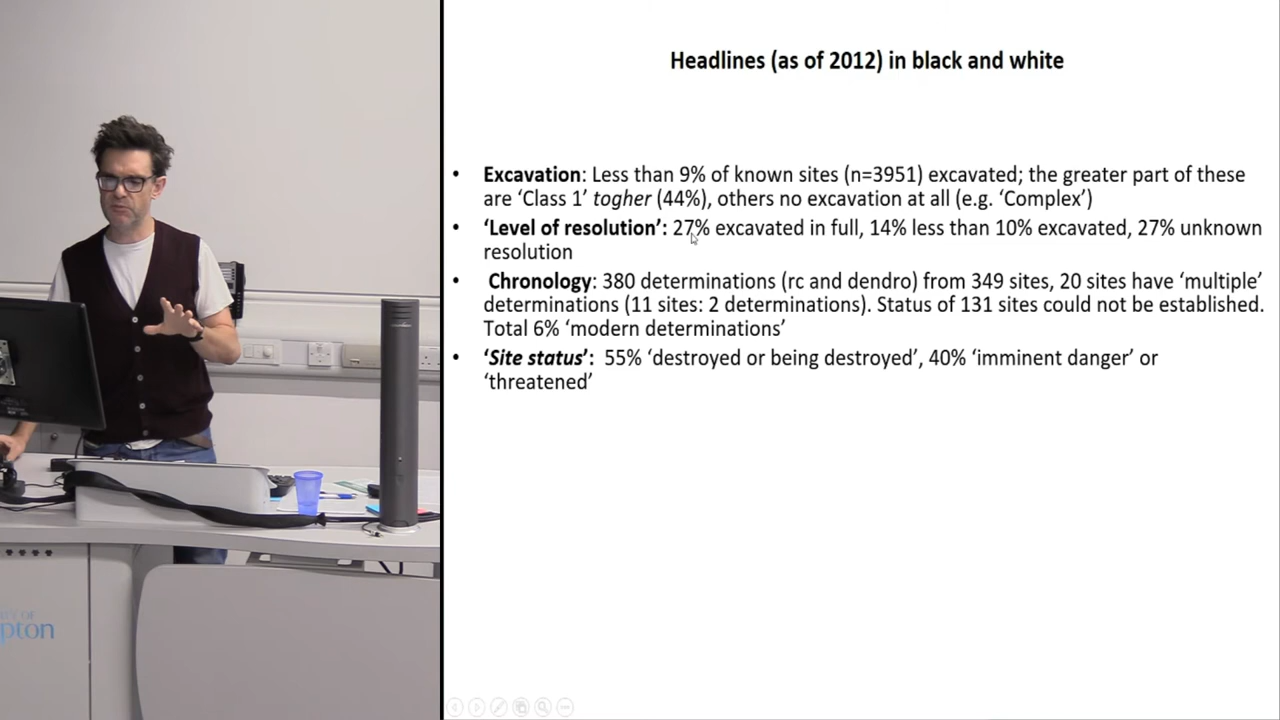 Headlines (as of 2012) in black and white
• Excavation: Less than 9% of known sites (n=3951) excavated; the greater part of these
are ‘Class 1’ togher (44%), others no excavation at all (e.g. ‘Complex’)
• ‘Level of resolution’: 27% excavated in full, 14% less than 10% excavated, 27% unknown
resolution
• Chronology: 380 determinations (rc and dendro) from 349 sites, 20 sites have ‘multiple’
determinations (11 sites: 2 determinations). Status of 131 sites could not be established.
Total 6% ‘modern determinations’
• ‘Site status’: 55% ‘destroyed or being destroyed’, 40% ‘imminent danger’ or
‘threatened’
OF
pton